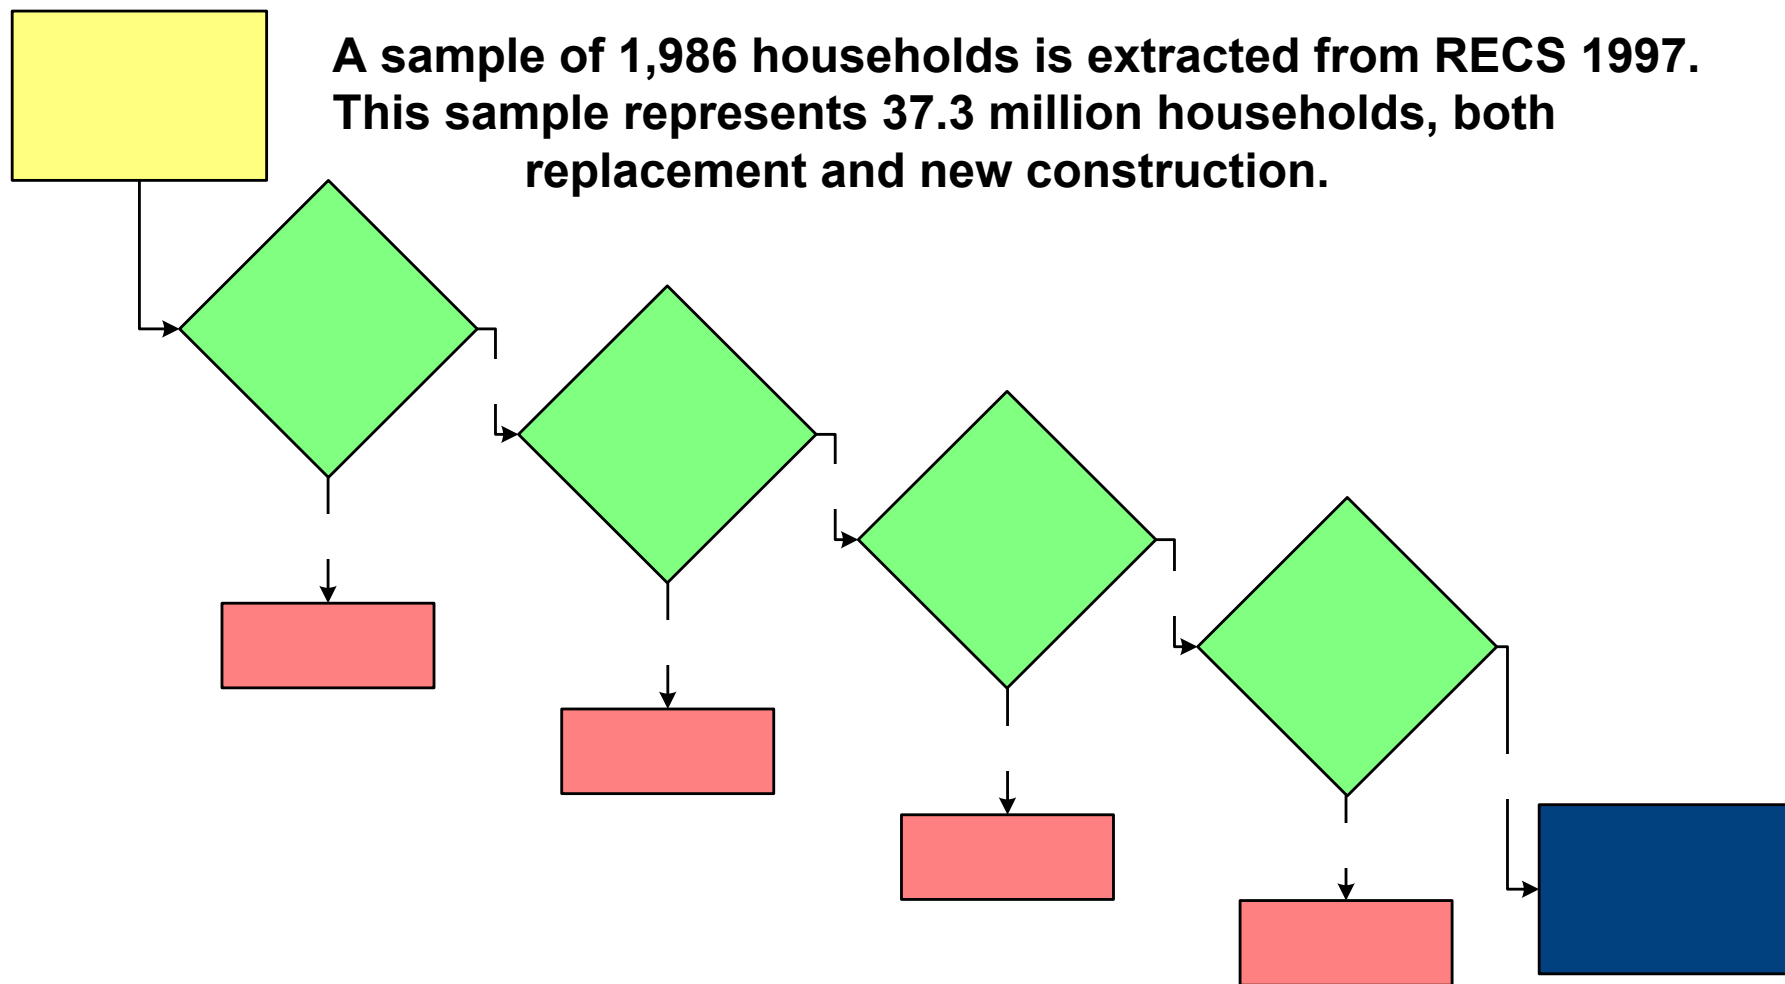 A sample of 1,986 households is extracted from RECS 1997.
This sample represents 37.3 million households, both
replacement and new construction.